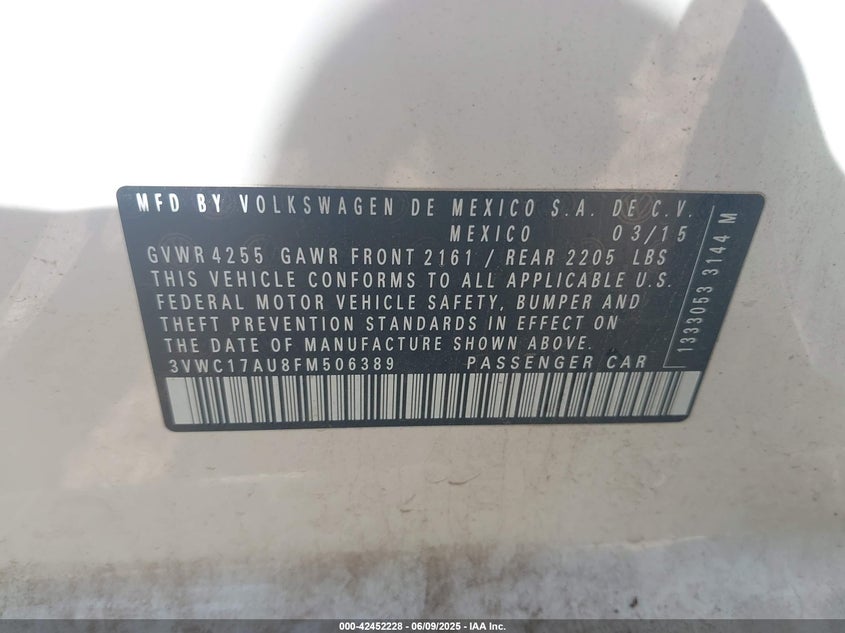 MFD BY VOLKSWAGEN DE MEXICO S.A. DE C.V.
MEXICO 03/15
GVWR 4255 GAWR FRONT 2161 / REAR 2205 LBS
THIS VEHICLE CONFORMS TO ALL APPLICABLE U.S.
FEDERAL MOTOR VEHICLE SAFETY, BUMPER AND
THEFT PREVENTION STANDARDS IN EFFECT ON
THE DATE OF MANUFACTURE SHOWN ABOVE.
3VWC17AU8FM506389 PASSENGER CAR
1333053 3144 M
000-42452228 - 06/09/2025 - IAA Inc.